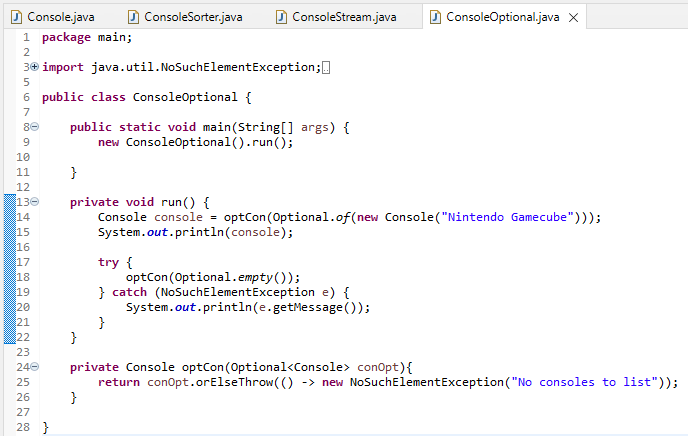 Console.java ConsoleSorter.java ConsoleStream.java ConsoleOptional.java
1 package main;
2
3 import java.util.NoSuchElementException;
5
6 public class ConsoleOptional {
7
8 public static void main(String[] args) {
9 new ConsoleOptional().run();
10
11 }
12
13 private void run() {
14 Console console = optCon(Optional.of(new Console("Nintendo Gamecube")));
15 System.out.println(console);
16
17 try {
18 optCon(Optional.empty());
19 } catch (NoSuchElementException e) {
20 System.out.println(e.getMessage());
21 }
22 }
23
24 private Console optCon(Optional<Console> conOpt){
25 return conOpt.orElseThrow(() -> new NoSuchElementException("No consoles to list"));
26 }
27
28 }